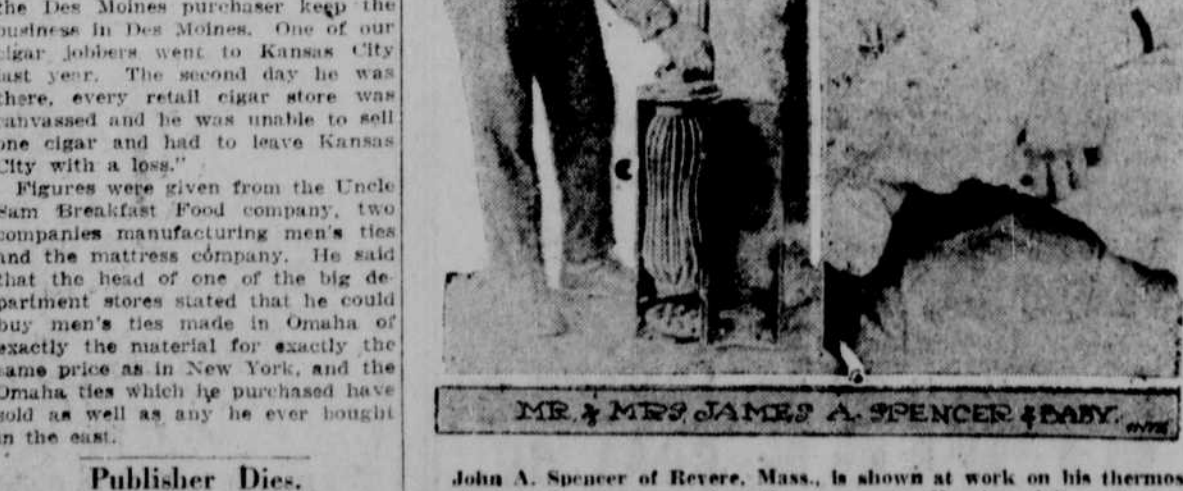 the Des Moines purchaser keep the
business in Des Moines. One of our
cigar jobbers went to Kansas City
last year. The second day he was
there, every retail cigar store was
canvassed and he was unable to sell
one cigar and had to leave Kansas
City with a loss."
Figures were given from the Uncle
Sam Breakfast Food company, two
companies manufacturing men's ties
and the mattress company. He said
that the head of one of the big de-
partment stores stated that he could
buy men's ties made in Omaha of
exactly the material for exactly the
same price as in New York, and the
Omaha ties which he purchased have
sold as well as any he ever bought
in the east.
Publisher Dies.
MR. & MRS. JAMES A. SPENCER & BABY.
John A. Spencer of Revere, Mass., is shown at work on his thermos